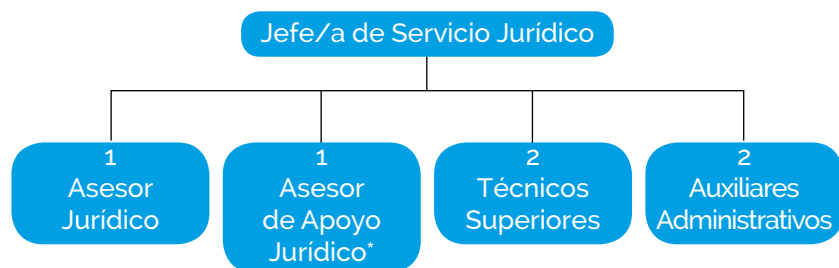 Jefe/a de Servicio Jurídico
1
Asesor
Jurídico
1
Asesor
de Apoyo
Jurídico*
2
Técnicos
Superiores
2
Auxiliares
Administrativos